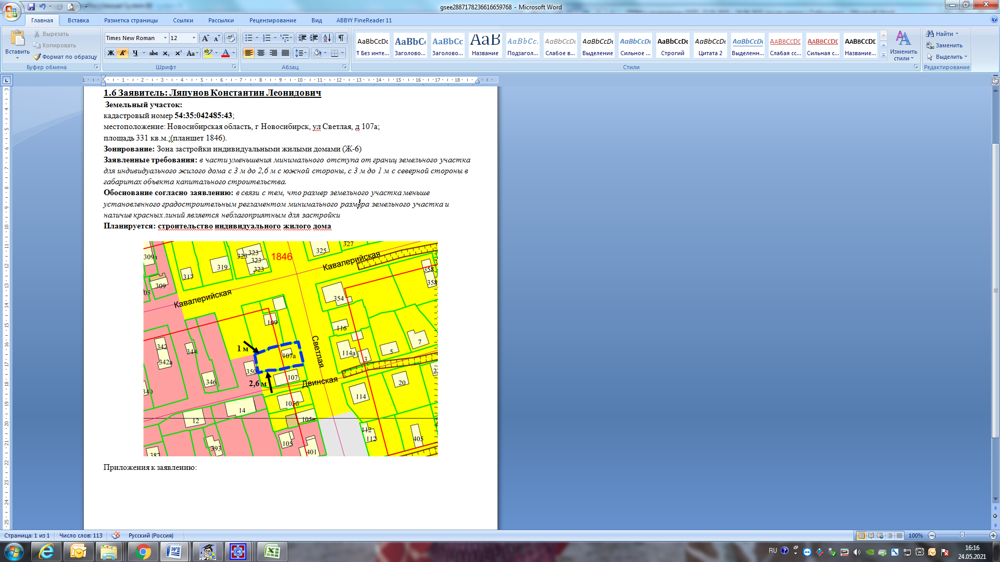 gsee2887178236616659768 - Microsoft Word
Главная Вставка Разметка страницы Ссылки Рассылки Рецензирование Вид ABBYY FineReader 11
Вставить
Вырезать
Копировать
Формат по образцу
Буфер обмена
Times New Roman 12
Шрифт
Абзац
AaBbCcDc AaBbC AaBbCc АаВ AaBbCc. AaBbCcDc AaBbCcDc AaBbCcDc AaBbCcDc AaBbCcDc AaBbCcDc AABBCCDE AABBCCDE AABBCCDE
¶ Без инте... Заголово... Заголово... Название Подзагол... Слабое в... Выделение Сильное ... Строгий Цитата 2 Выделенн... Слабая сс... Сильная с... Название...
Стили
Изменить стили
Найти
Заменить
Выделить
Редактирование
1.6 Заявитель: Ляпунов Константин Леонидович
Земельный участок:
кадастровый номер 54:35:042485:43;
местоположение: Новосибирская область, г Новосибирск, ул Светлая, д 107а;
площадь 331 кв.м.;(планшет 1846).
Зонирование: Зона застройки индивидуальными жилыми домами (Ж-6)
Заявленные требования: в части уменьшения минимального отступа от границ земельного участка
для индивидуального жилого дома с 3 м до 2,6 м с южной стороны, с 3 м до 1 м с северной стороны в
габаритах объекта капитального строительства.
Обоснование согласно заявлению: в связи с тем, что размер земельного участка меньше
установленного градостроительным регламентом минимального размера земельного участка и
наличие красных линий является неблагоприятным для застройки
Планируется: строительство индивидуального жилого дома
309а
317
319
323
323
323
323
1846
325
327
Кавалерийская
358
358
309
05
Кавалерийская
354
109
116
342
342а
344
346
350
340
1 м
107а
Светлая
114а
3
5
7
107
2,6 м
Двинская
114
20
105б
14
12
105а
105
401
393
387
112
112
405
Приложения к заявлению:
Страница: 1 из 1 Число слов: 113 Русский (Россия) 100%
RU
16:16
24.05.2021